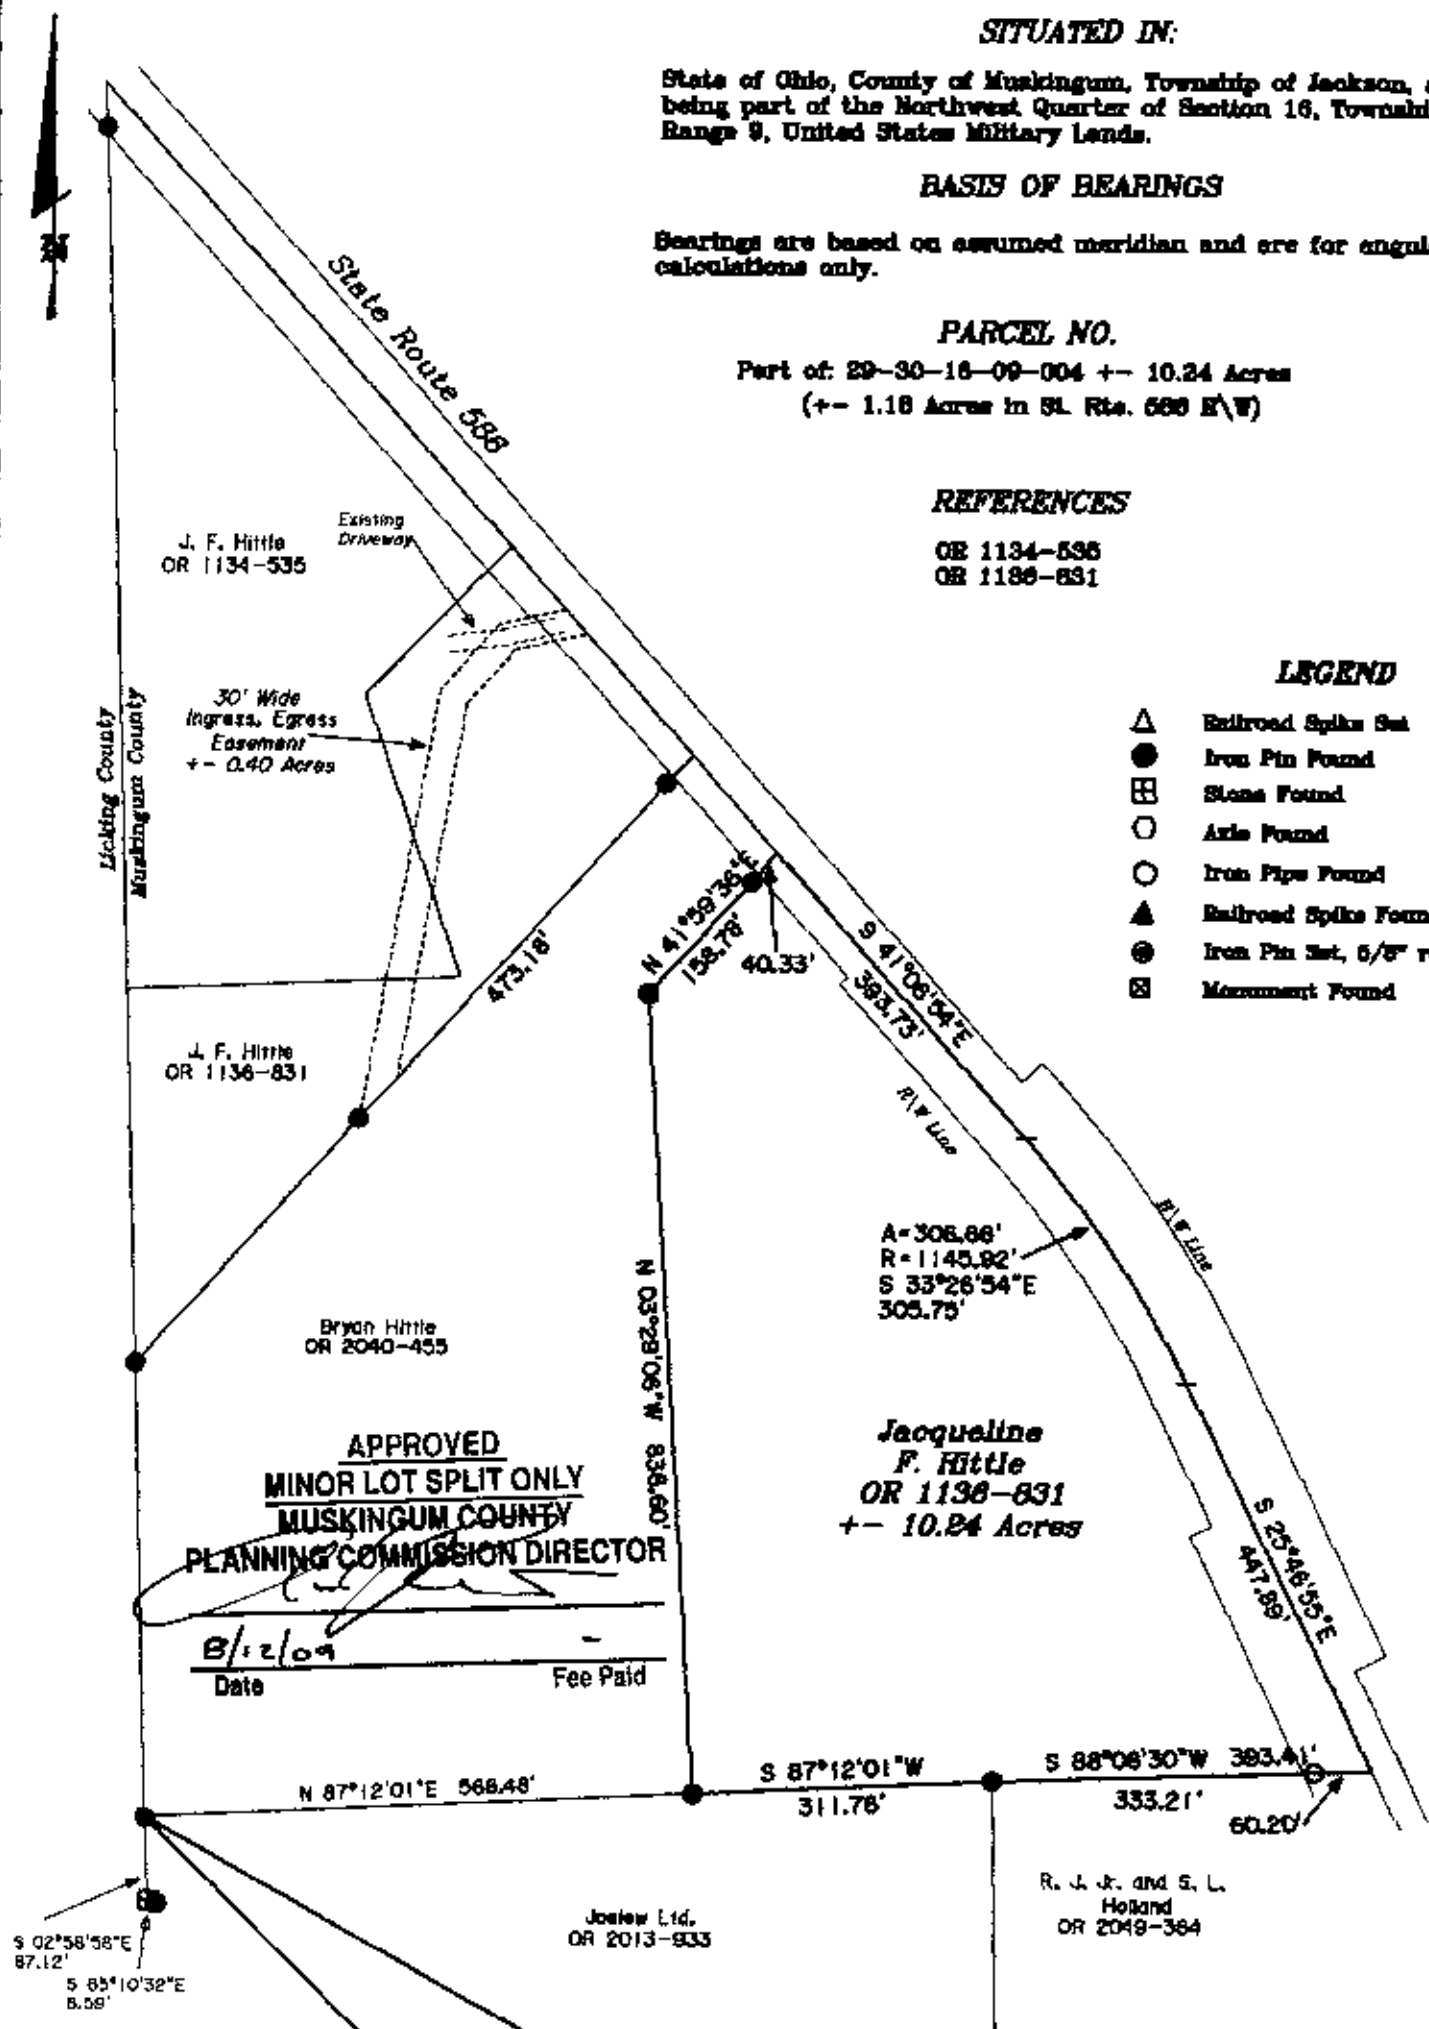 SITUATED IN:
State of Ohio, County of Muskingum, Township of Jackson,
being part of the Northwest Quarter of Section 16,
Range 9, United States Military Lands.
BASIS OF BEARINGS
Bearings are based on assumed meridian and are for
calculations only.
PARCEL NO.
Part of: 29-30-16-09-004 +- 10.24 Acres
(+- 1.18 Acres in St. Rte. 586 R\W)
REFERENCES
OR 1134-535
OR 1136-831
LEGEND
Railroad Spike Set
Iron Pin Found
Stone Found
Axle Found
Iron Pipe Found
Railroad Spike Foun
Iron Pin Set, 5/8" r
Monument Found
N
State Route 586
Existing
Driveway
J. F. Hittle
OR 1134-535
30' Wide
Ingress, Egress
Easement
+- 0.40 Acres
Licking County
Muskingum County
N 41°59'36"E
158.78'
40.33'
473.18'
S 41°06'54"E
393.73'
J. F. Hittle
OR 1136-831
R\W Line
R\W Line
A=306.66'
R=1145.92'
S 33°26'54"E
305.75'
N 03°29'06"W 836.60'
Bryan Hittle
OR 2040-455
Jacqueline
F. Hittle
OR 1136-831
+- 10.24 Acres
APPROVED
MINOR LOT SPLIT ONLY
MUSKINGUM COUNTY
PLANNING COMMISSION DIRECTOR
8/12/09 -
Date Fee Paid
S 25°46'55"E
447.89'
N 87°12'01"E 568.48'
S 87°12'01"W
311.78'
S 88°08'30"W 393.41'
333.21'
60.20'
R. J. Jr. and S. L.
Holland
OR 2049-364
OR 2013-933
S 02°58'58"E
87.12'
S 85°10'32"E
8.59'